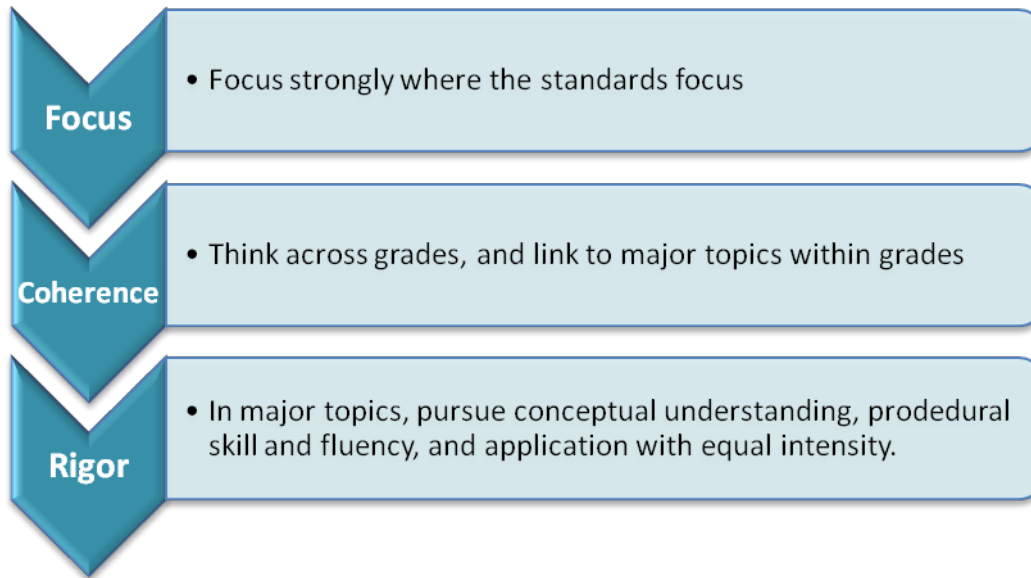 Focus
• Focus strongly where the standards focus
Coherence
• Think across grades, and link to major topics within grades
Rigor
• In major topics, pursue conceptual understanding, prodedural
skill and fluency, and application with equal intensity.